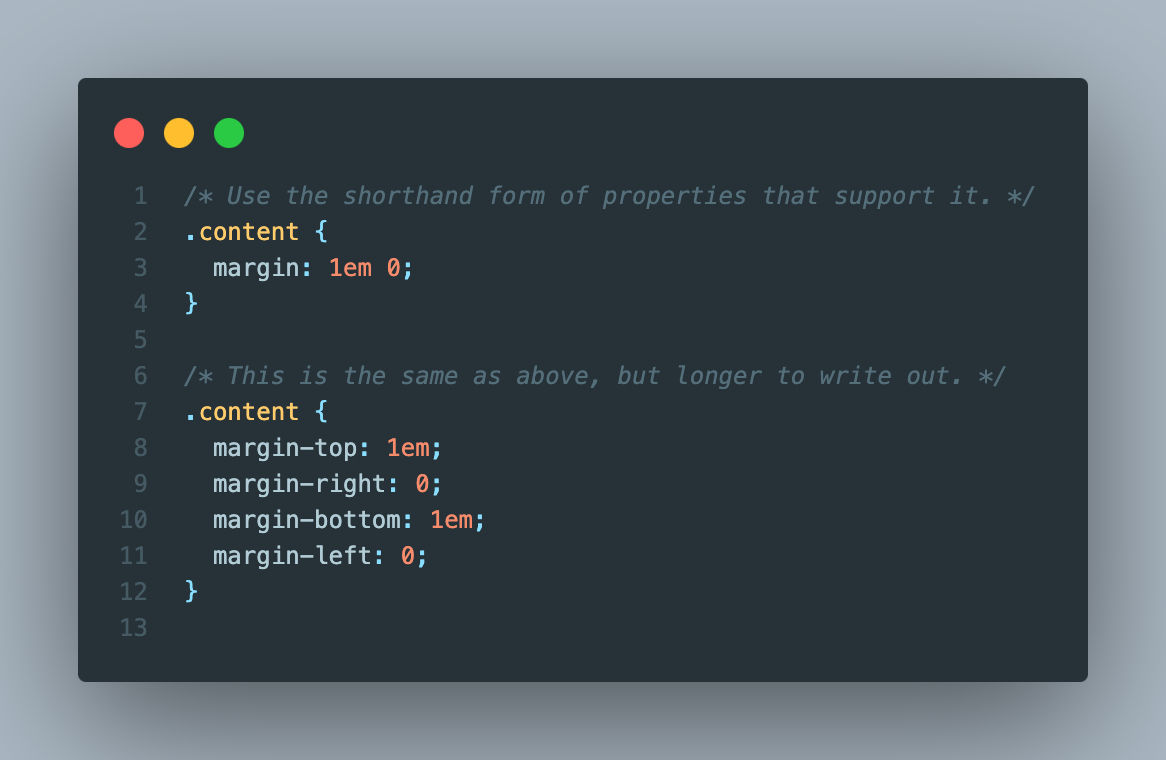 1 /* Use the shorthand form of properties that support it. */
2 .content {
3   margin: 1em 0;
4 }
5
6 /* This is the same as above, but longer to write out. */
7 .content {
8   margin-top: 1em;
9   margin-right: 0;
10   margin-bottom: 1em;
11   margin-left: 0;
12 }
13